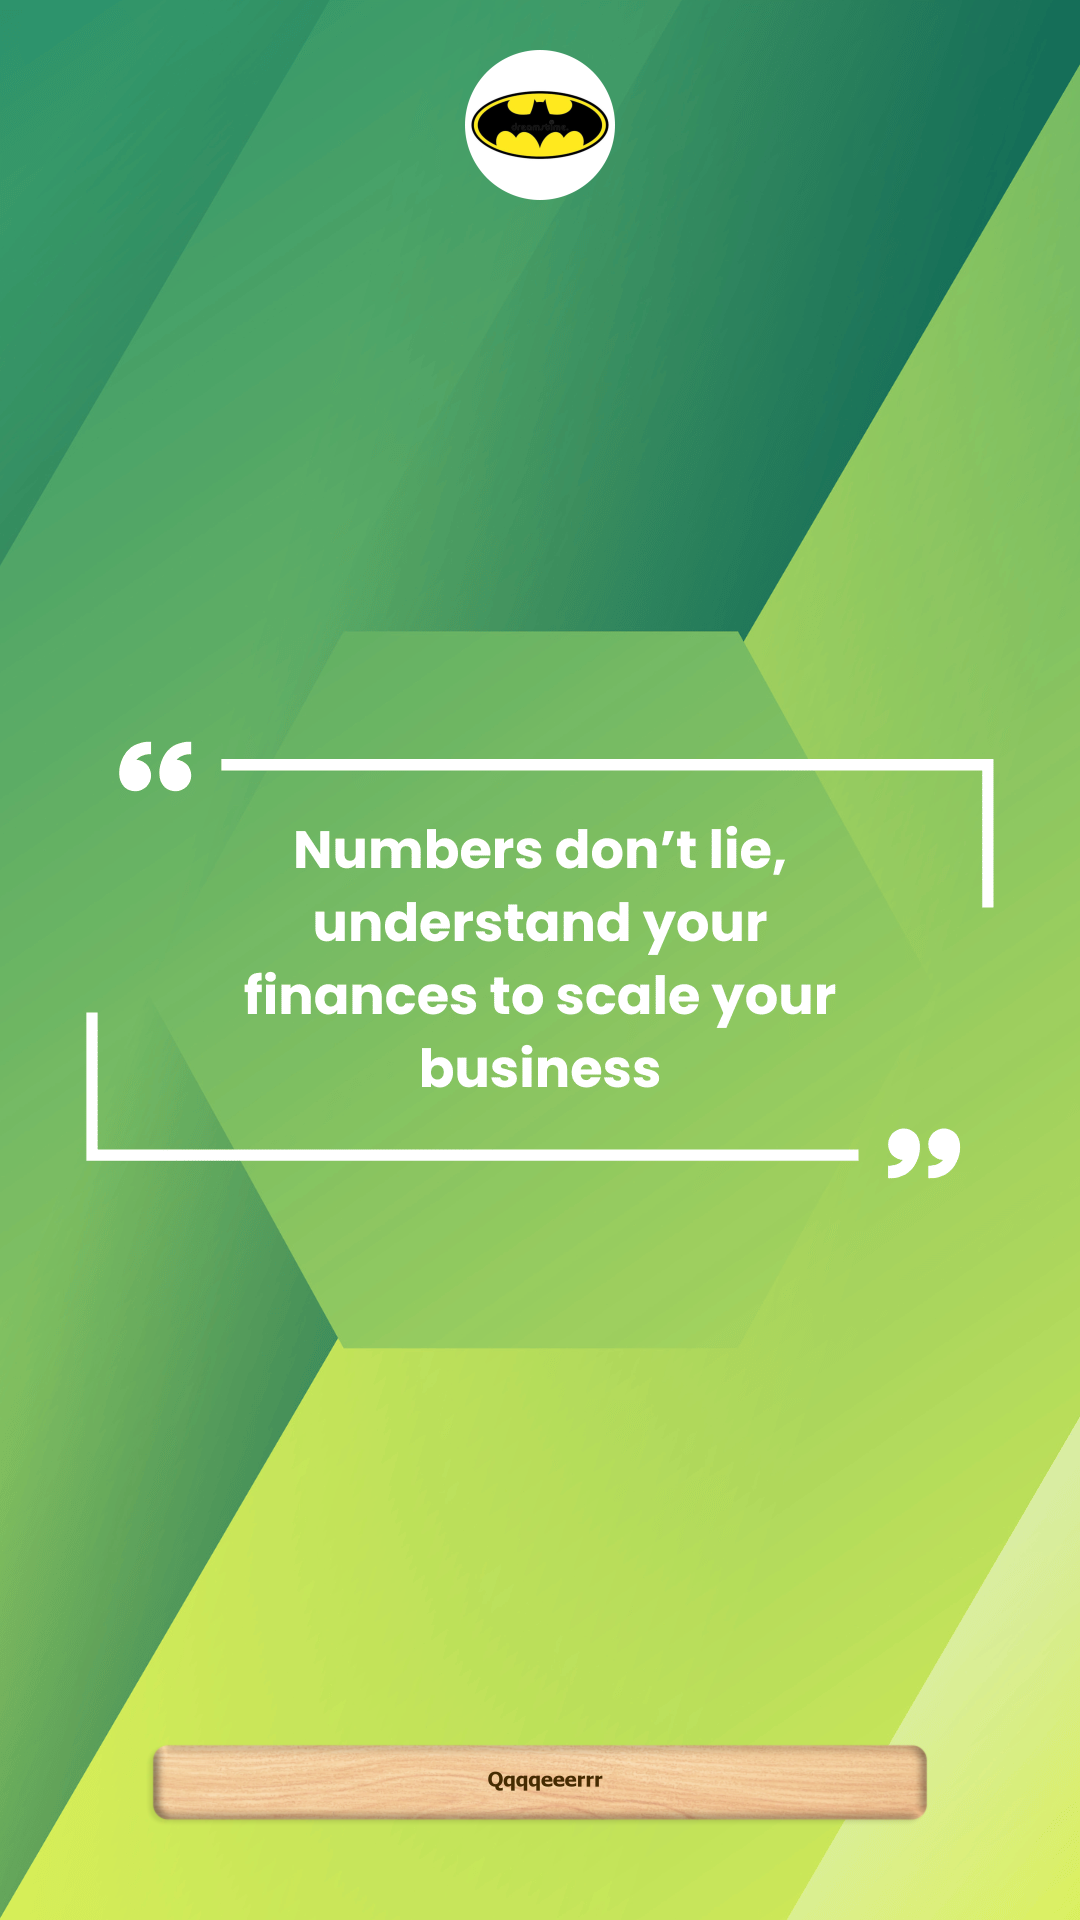 Numbers don’t lie,
understand your
finances to scale your
business
Qqqqeeerrr